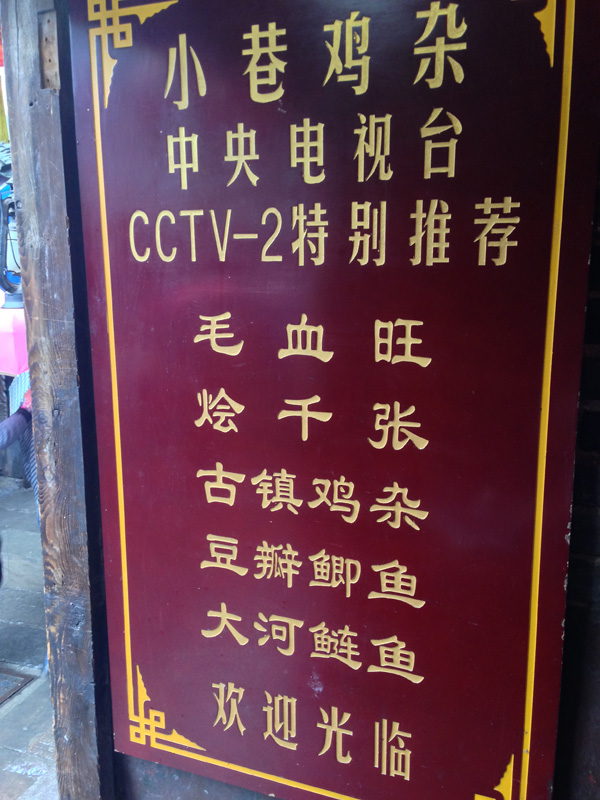 小巷鸡杂
中央电视台
CCTV-2特别推荐
毛血旺
烩千张
古镇鸡杂
豆瓣鲫鱼
大河鲢鱼
欢迎光临